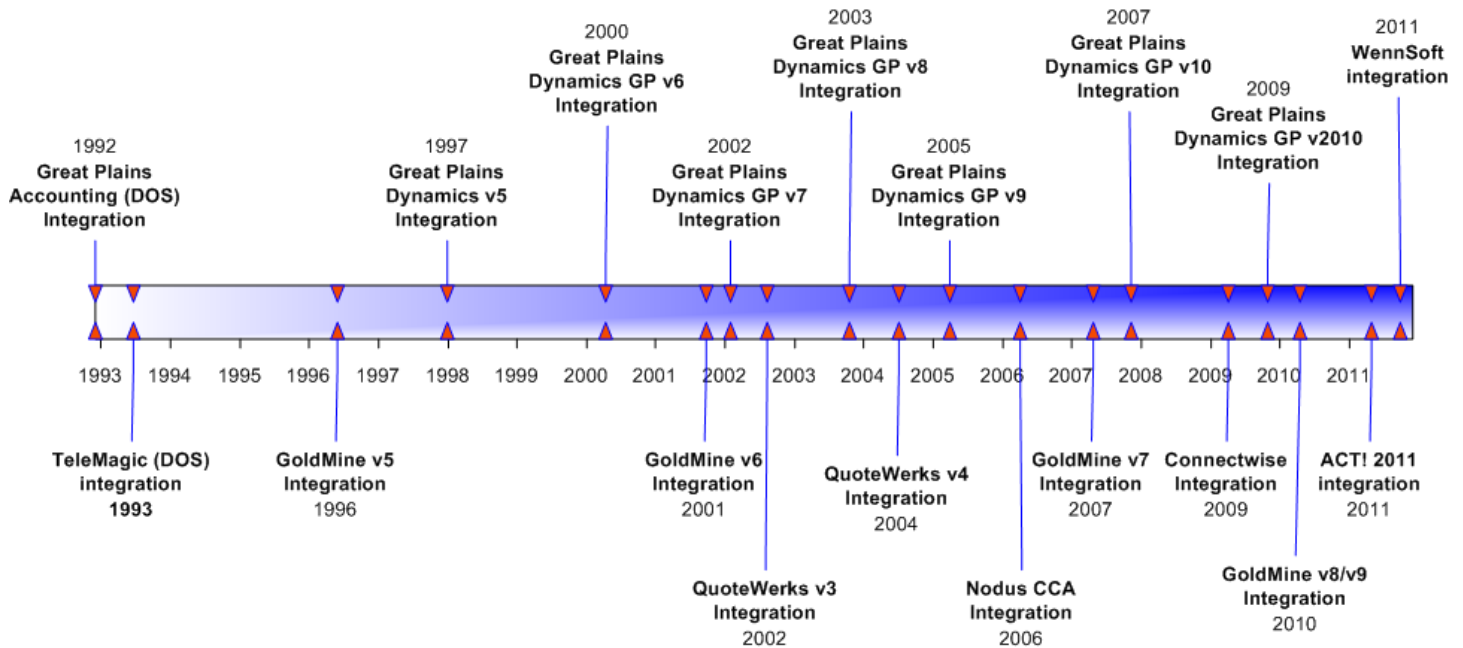 1992
Great Plains
Accounting (DOS)
Integration
1997
Great Plains
Dynamics v5
Integration
2000
Great Plains
Dynamics GP v6
Integration
2002
Great Plains
Dynamics GP v7
Integration
2003
Great Plains
Dynamics GP v8
Integration
2005
Great Plains
Dynamics GP v9
Integration
2007
Great Plains
Dynamics GP v10
Integration
2009
Great Plains
Dynamics GP v2010
Integration
2011
WennSoft
integration
1993 1994 1995 1996 1997 1998 1999 2000 2001 2002 2003 2004 2005 2006 2007 2008 2009 2010 2011
TeleMagic (DOS)
integration
1993
GoldMine v5
Integration
1996
GoldMine v6
Integration
2001
QuoteWerks v3
Integration
2002
QuoteWerks v4
Integration
2004
Nodus CCA
Integration
2006
GoldMine v7
Integration
2007
Connectwise
Integration
2009
GoldMine v8/v9
Integration
2010
ACT! 2011
integration
2011